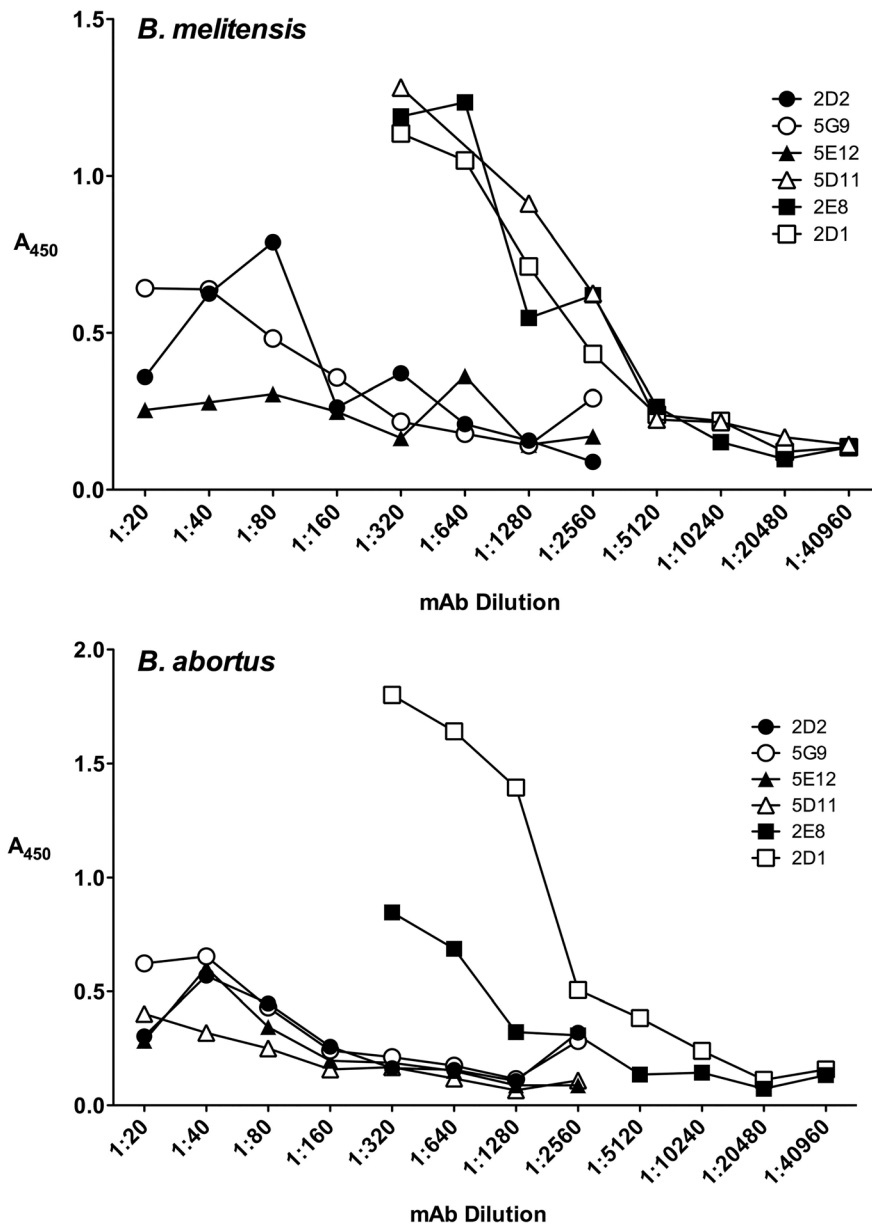 B. melitensis
1.5
1.0
0.5
0.0
A450
2D2
5G9
5E12
5D11
2E8
2D1
1:20
1:40
1:80
1:160
1:320
1:640
1:1280
1:2560
1:5120
1:10240
1:20480
1:40960
mAb Dilution
B. abortus
2.0
1.5
1.0
0.5
0.0
A450
2D2
5G9
5E12
5D11
2E8
2D1
1:20
1:40
1:80
1:160
1:320
1:640
1:1280
1:2560
1:5120
1:10240
1:20480
1:40960
mAb Dilution